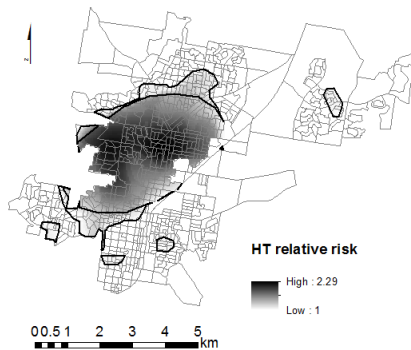 z
HT relative risk
High : 2.29
Low : 1
0 0.5 1 2 3 4 5
km